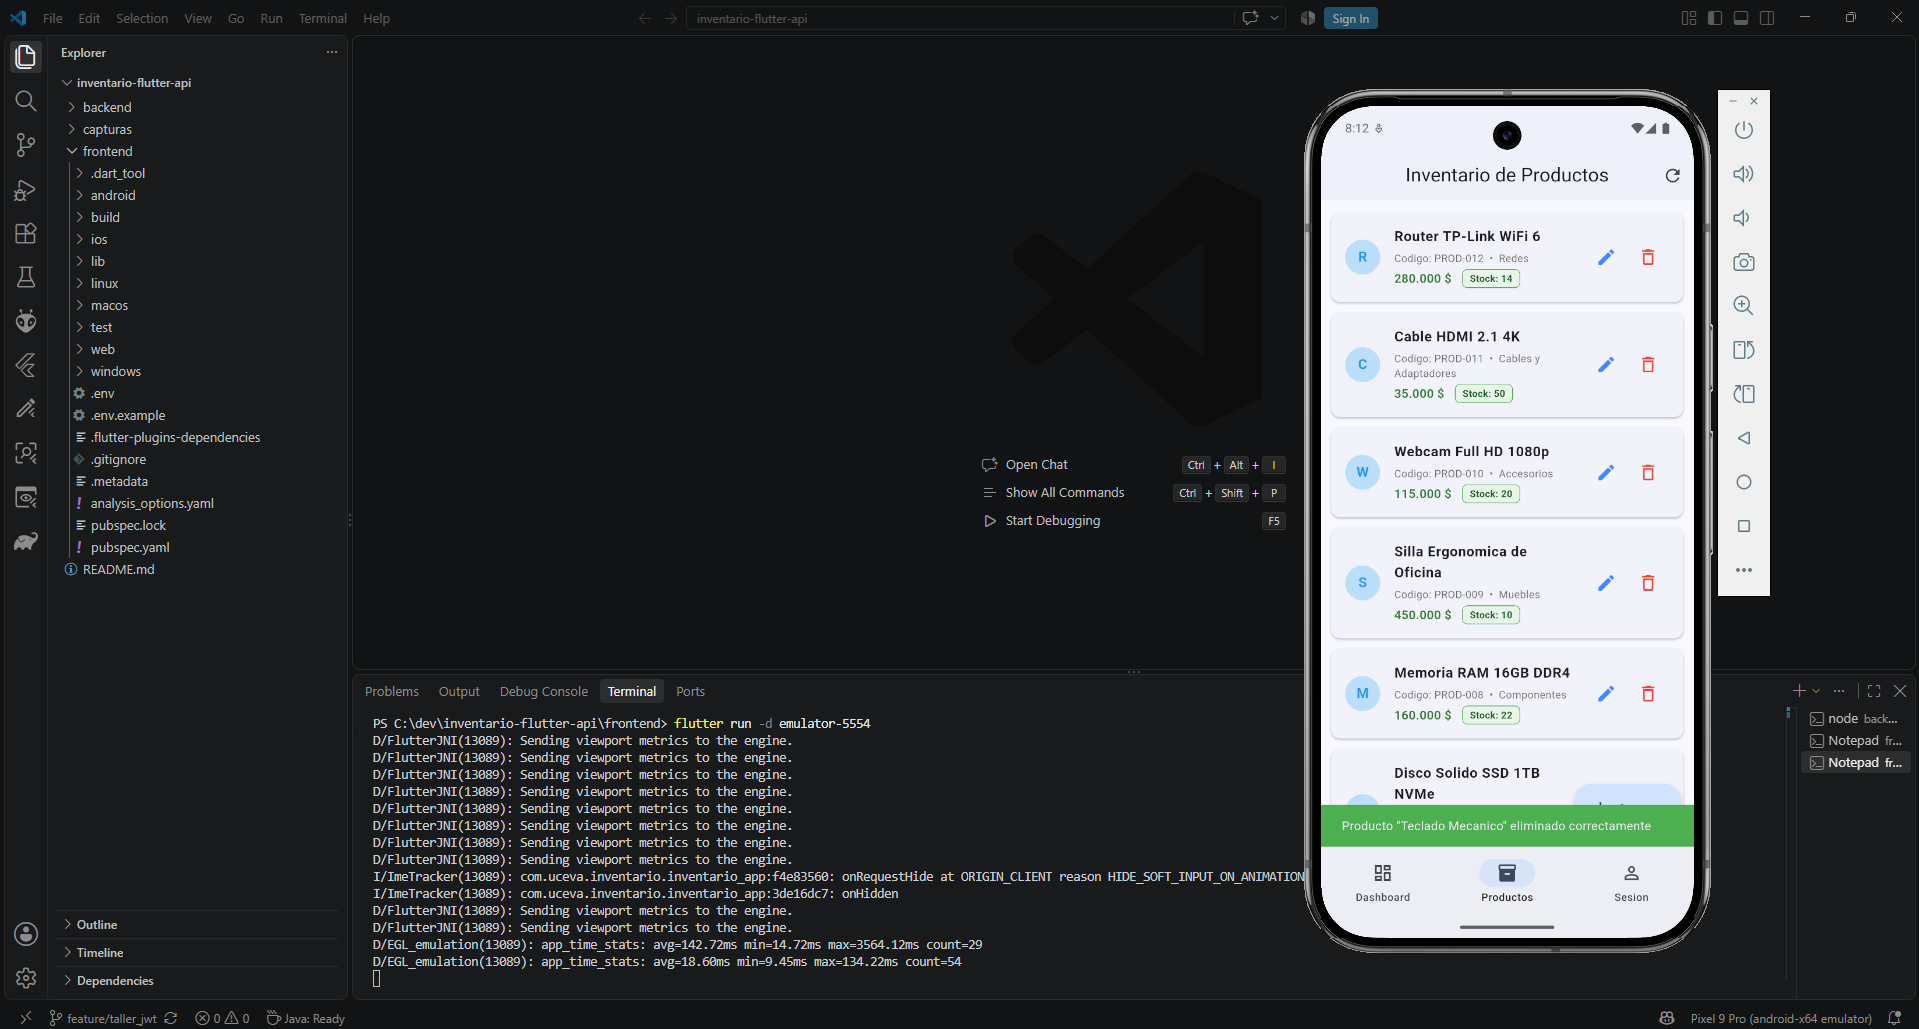 File Edit Selection View Go Run Terminal Help
inventario-flutter-api
Sign In
Explorer
inventario-flutter-api
backend
capturas
frontend
.dart_tool
android
build
ios
lib
linux
macos
test
web
windows
.env
.env.example
.flutter-plugins-dependencies
.gitignore
.metadata
analysis_options.yaml
pubspec.lock
pubspec.yaml
README.md
Outline
Timeline
Dependencies
Open Chat Ctrl + Alt + I
Show All Commands Ctrl + Shift + P
Start Debugging F5
Problems Output Debug Console Terminal Ports
PS C:\dev\inventario-flutter-api\frontend> flutter run -d emulator-5554
D/FlutterJNI(13089): Sending viewport metrics to the engine.
D/FlutterJNI(13089): Sending viewport metrics to the engine.
D/FlutterJNI(13089): Sending viewport metrics to the engine.
D/FlutterJNI(13089): Sending viewport metrics to the engine.
D/FlutterJNI(13089): Sending viewport metrics to the engine.
D/FlutterJNI(13089): Sending viewport metrics to the engine.
D/FlutterJNI(13089): Sending viewport metrics to the engine.
D/FlutterJNI(13089): Sending viewport metrics to the engine.
I/ImeTracker(13089): com.uceva.inventario.inventario_app:f4e83560: onRequestHide at ORIGIN_CLIENT reason HIDE_SOFT_INPUT_ON_ANIMATION
I/ImeTracker(13089): com.uceva.inventario.inventario_app:3de16dc7: onHidden
D/FlutterJNI(13089): Sending viewport metrics to the engine.
D/FlutterJNI(13089): Sending viewport metrics to the engine.
D/EGL_emulation(13089): app_time_stats: avg=142.72ms min=14.72ms max=3564.12ms count=29
D/EGL_emulation(13089): app_time_stats: avg=18.60ms min=9.45ms max=134.22ms count=54
node back...
Notepad fr...
Notepad fr...
8:12
Inventario de Productos
R
Router TP-Link WiFi 6
Codigo: PROD-012 • Redes
280.000 $ Stock: 14
C
Cable HDMI 2.1 4K
Codigo: PROD-011 • Cables y
Adaptadores
35.000 $ Stock: 50
W
Webcam Full HD 1080p
Codigo: PROD-010 • Accesorios
115.000 $ Stock: 20
S
Silla Ergonomica de
Oficina
Codigo: PROD-009 • Muebles
450.000 $ Stock: 10
M
Memoria RAM 16GB DDR4
Codigo: PROD-008 • Componentes
160.000 $ Stock: 22
Disco Solido SSD 1TB
NVMe
Producto "Teclado Mecanico" eliminado correctamente
Dashboard Productos Sesion
feature/taller_jwt 0 0 Java: Ready
Pixel 9 Pro (android-x64 emulator)